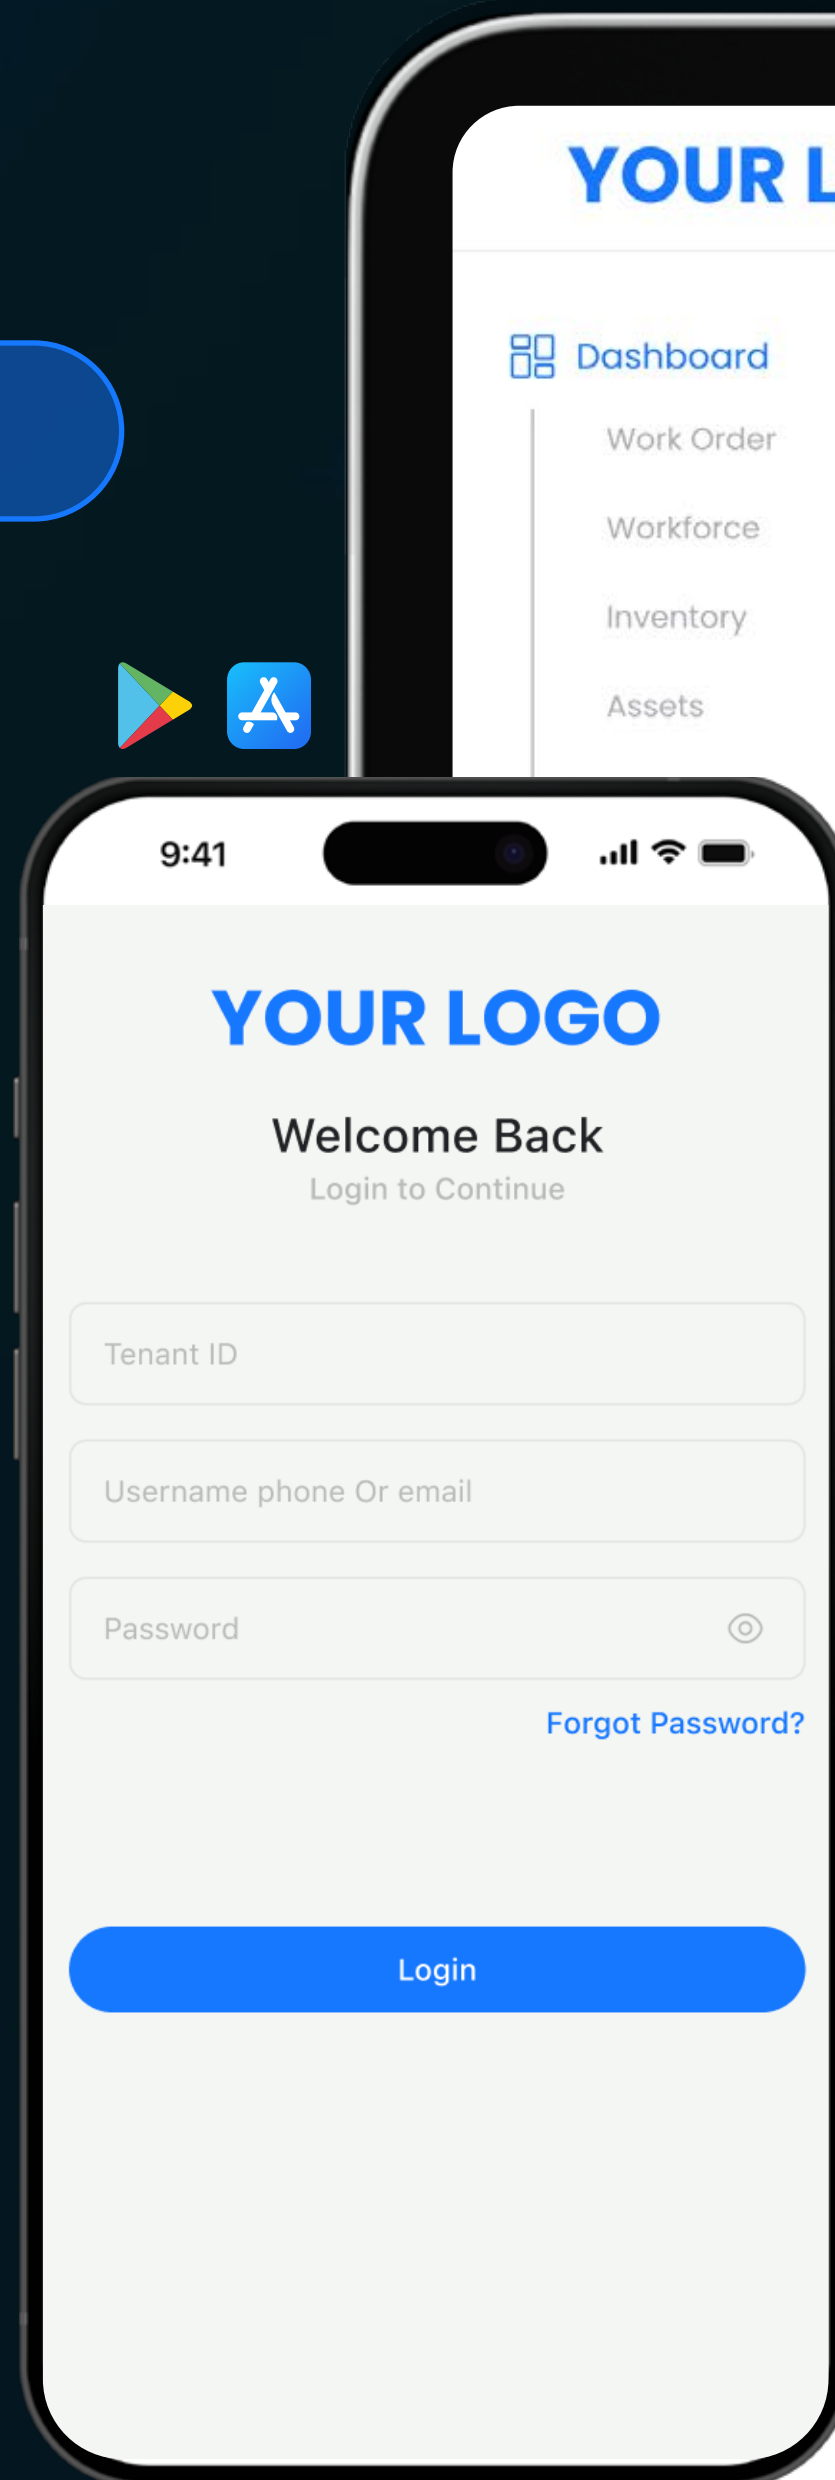 YOUR L
Dashboard
Work Order
Workforce
Inventory
Assets
9:41
YOUR LOGO
Welcome Back
Login to Continue
Tenant ID
Username phone Or email
Password
Forgot Password?
Login